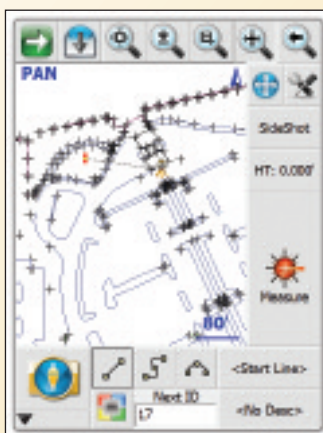 PAN
SideShot
HT: 0.000'
Measure
80'
<Start Line>
Next ID
17
<No Desc>